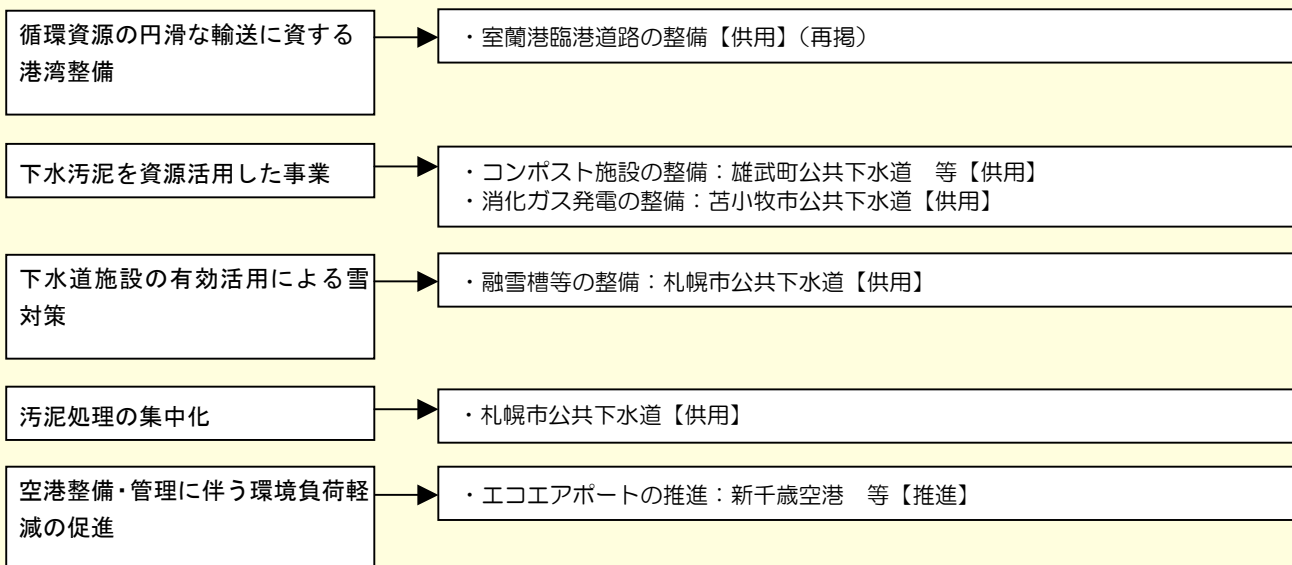 循環資源の円滑な輸送に資する
港湾整備
・室蘭港臨港道路の整備【供用】（再掲）
下水汚泥を資源活用した事業
・コンポスト施設の整備：雄武町公共下水道　等【供用】
・消化ガス発電の整備：苫小牧市公共下水道【供用】
下水道施設の有効活用による雪
対策
・融雪槽等の整備：札幌市公共下水道【供用】
汚泥処理の集中化
・札幌市公共下水道【供用】
空港整備・管理に伴う環境負荷軽
減の促進
・エコエアポートの推進：新千歳空港　等【推進】